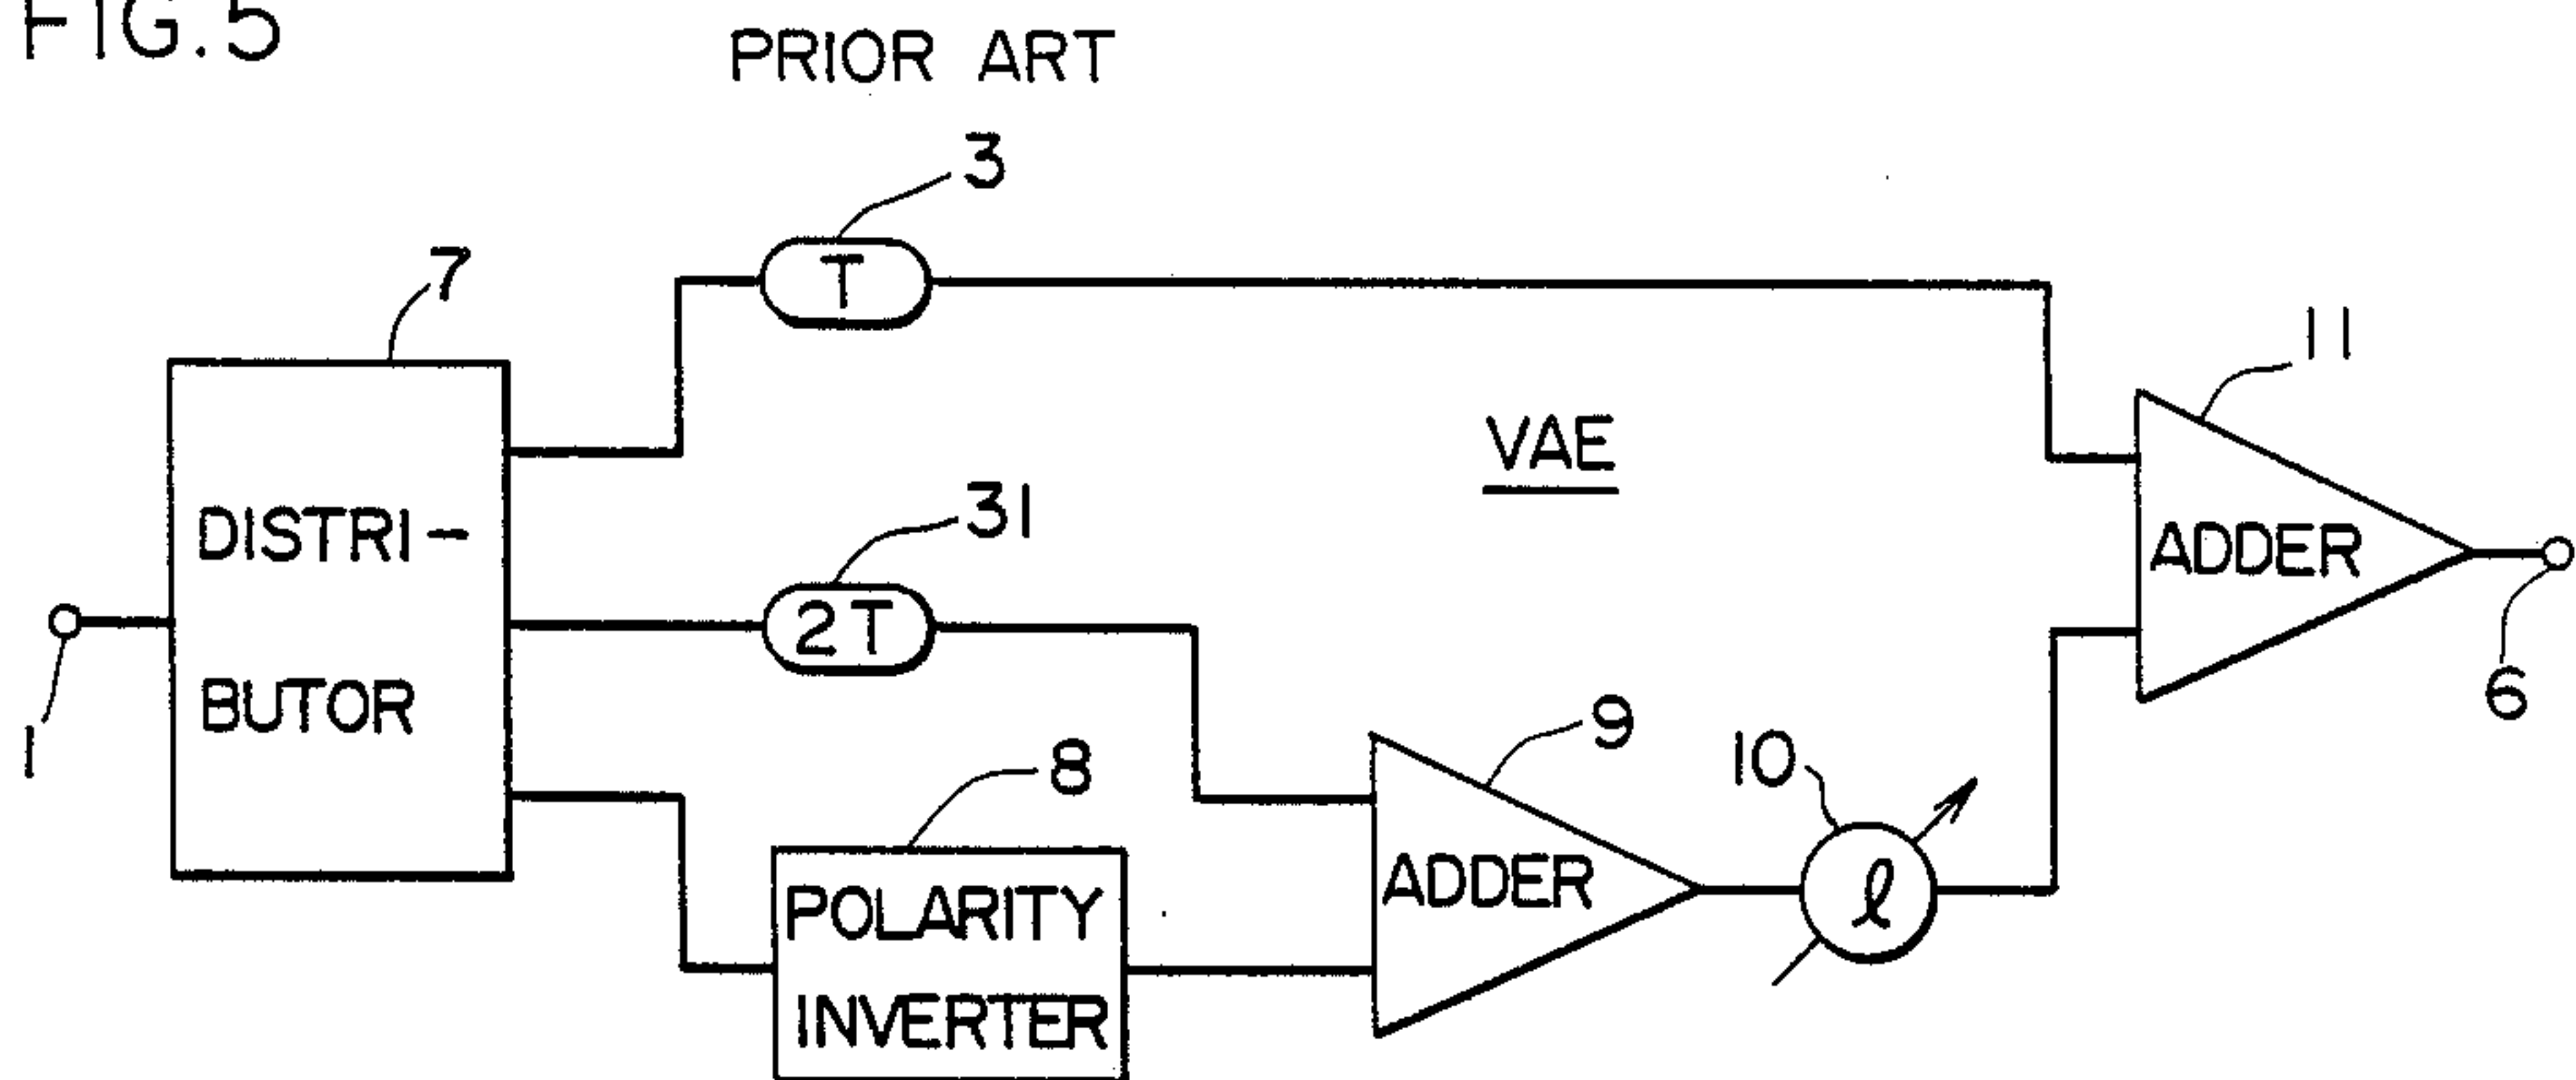 FIG.5
PRIOR ART
3
T
7
11
VAE
31
DISTRI-
ADDER
2T
BUTOR
6
1
9
10
8
ADDER
ℓ
POLARITY
INVERTER